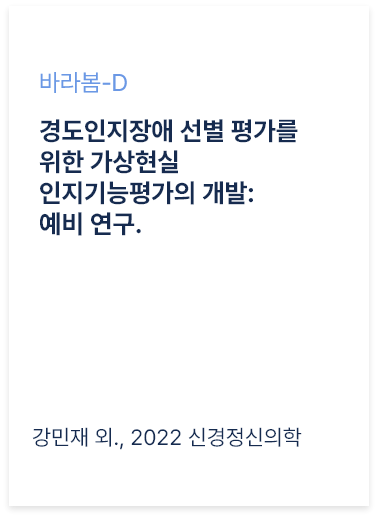 바라봄-D
경도인지장애 선별 평가를
위한 가상현실
인지기능평가의 개발:
예비 연구.
강민재 외., 2022 신경정신의학